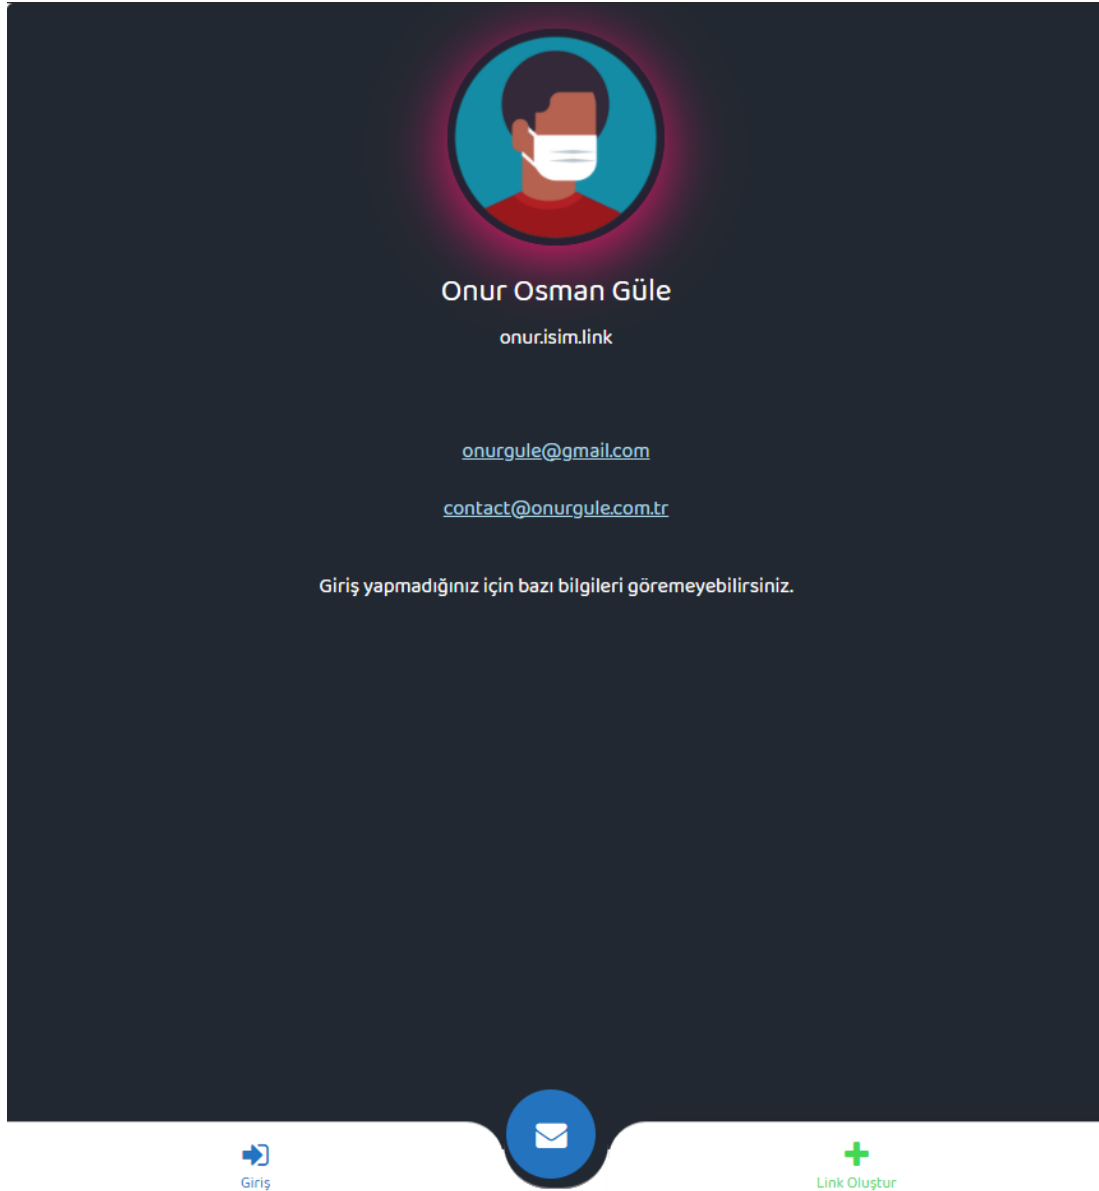 Onur Osman Güle
onur.isim.link
onurgule@gmail.com
contact@onurgule.com.tr
Giriş yapmadığınız için bazı bilgileri göremeyebilirsiniz.
Giriş
Link Oluştur